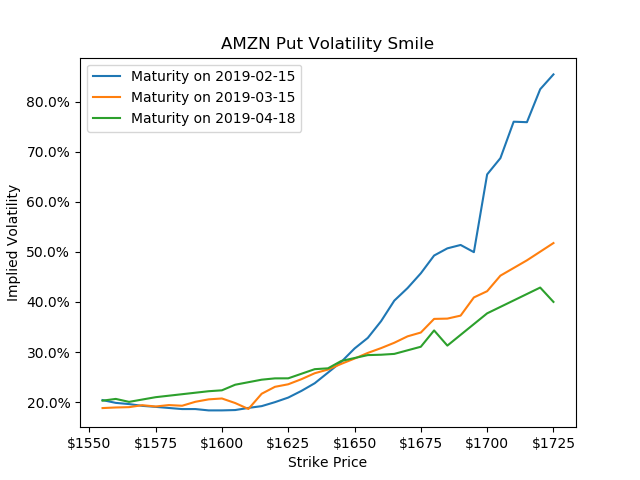 AMZN Put Volatility Smile
Maturity on 2019-02-15
Maturity on 2019-03-15
Maturity on 2019-04-18
80.0%
70.0%
60.0%
50.0%
40.0%
30.0%
20.0%
Implied Volatility
$1550 $1575 $1600 $1625 $1650 $1675 $1700 $1725
Strike Price